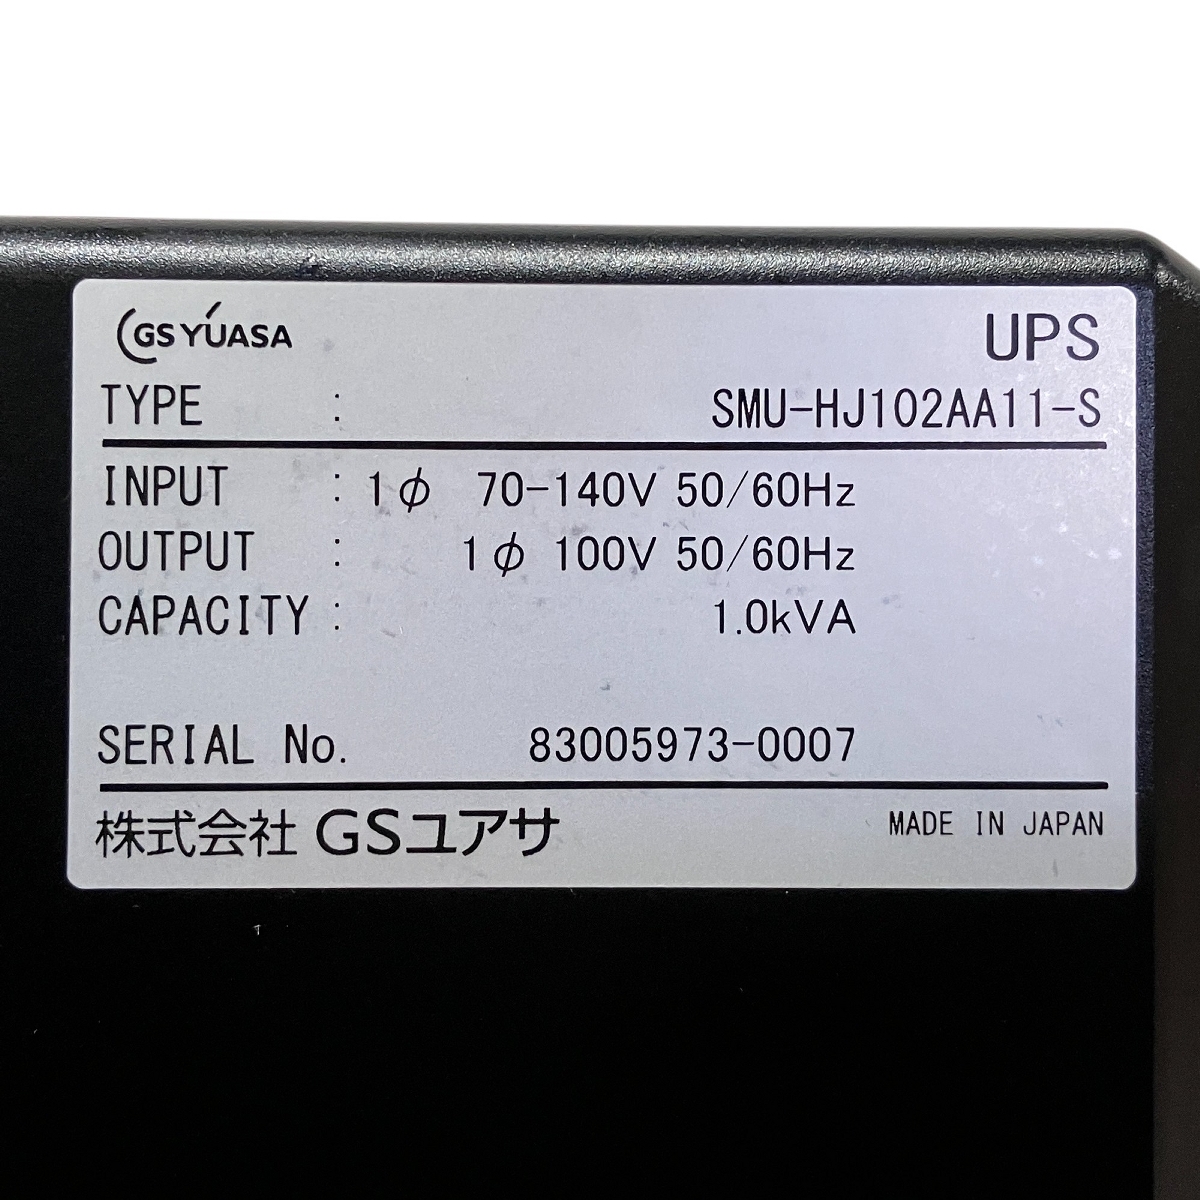 GS YUASA UPS
TYPE : SMU-HJ102AA11-S
INPUT : 1φ 70-140V 50/60Hz
OUTPUT : 1φ 100V 50/60Hz
CAPACITY : 1.0kVA
SERIAL No. 83005973-0007
株式会社 GSユアサ MADE IN JAPAN